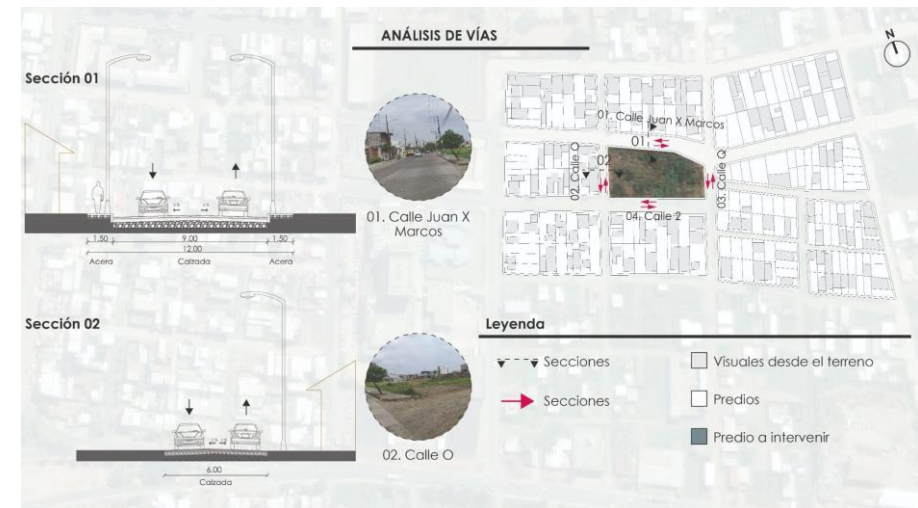 ANÁLISIS DE VÍAS
N
Sección 01
1.50
9.00
1.50
12.00
Acera
Calzada
Acera
01. Calle Juan X
Marcos
01. Calle Juan X Marcos
01
02. Calle O
02
03. Calle Q
04. Calle 2
Sección 02
6.00
Calzada
02. Calle O
Leyenda
Secciones
Visuales desde el terreno
Secciones
Predios
Predio a intervenir